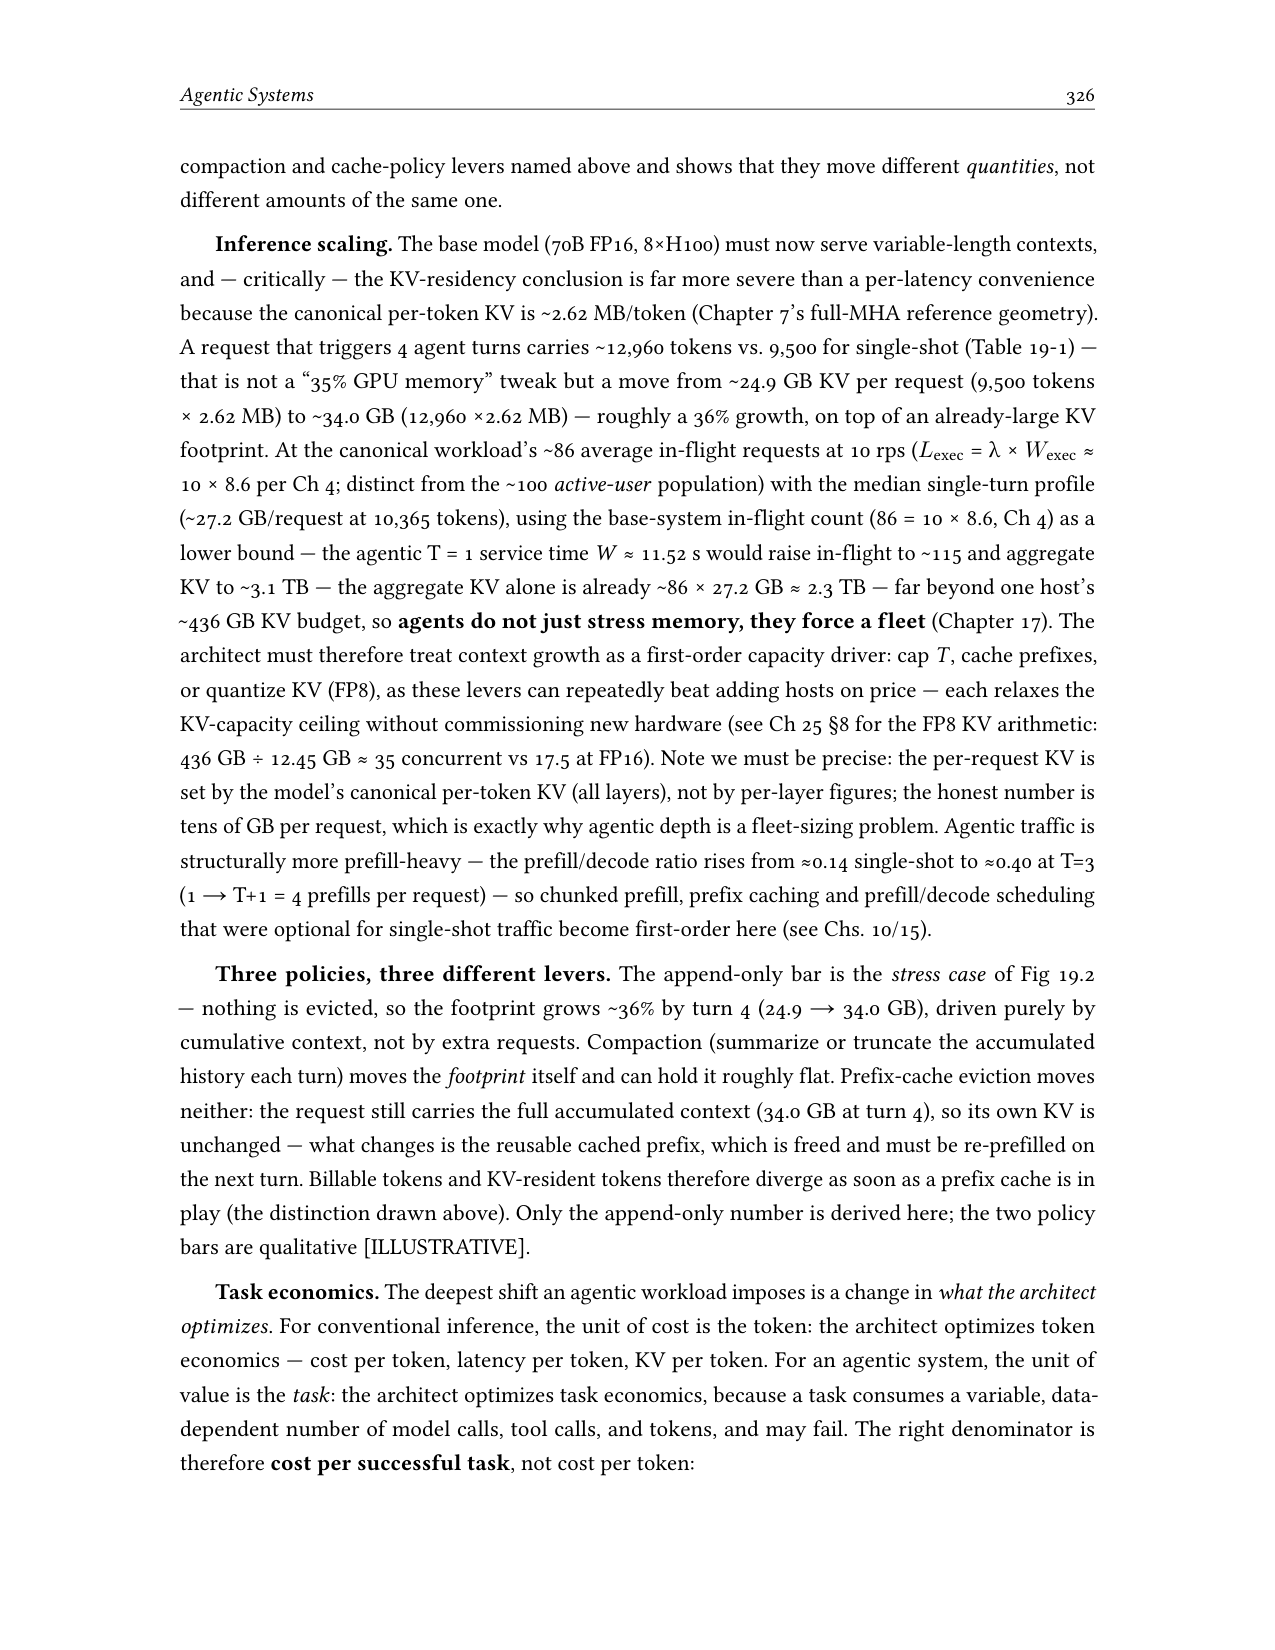 Agentic Systems 326
compaction and cache-policy levers named above and shows that they move different quantities, not
different amounts of the same one.
Inference scaling. The base model (70B FP16, 8×H100) must now serve variable-length contexts,
and — critically — the KV-residency conclusion is far more severe than a per-latency convenience
because the canonical per-token KV is ~2.62 MB/token (Chapter 7’s full-MHA reference geometry).
A request that triggers 4 agent turns carries ~12,960 tokens vs. 9,500 for single-shot (Table 19-1) —
that is not a “35% GPU memory” tweak but a move from ~24.9 GB KV per request (9,500 tokens
× 2.62 MB) to ~34.0 GB (12,960 ×2.62 MB) — roughly a 36% growth, on top of an already-large KV
footprint. At the canonical workload’s ~86 average in-flight requests at 10 rps (L_exec = λ × W_exec ≈
10 × 8.6 per Ch 4; distinct from the ~100 active-user population) with the median single-turn profile
(~27.2 GB/request at 10,365 tokens), using the base-system in-flight count (86 = 10 × 8.6, Ch 4) as a
lower bound — the agentic T = 1 service time W ≈ 11.52 s would raise in-flight to ~115 and aggregate
KV to ~3.1 TB — the aggregate KV alone is already ~86 × 27.2 GB ≈ 2.3 TB — far beyond one host’s
~436 GB KV budget, so agents do not just stress memory, they force a fleet (Chapter 17). The
architect must therefore treat context growth as a first-order capacity driver: cap T, cache prefixes,
or quantize KV (FP8), as these levers can repeatedly beat adding hosts on price — each relaxes the
KV-capacity ceiling without commissioning new hardware (see Ch 25 §8 for the FP8 KV arithmetic:
436 GB ÷ 12.45 GB ≈ 35 concurrent vs 17.5 at FP16). Note we must be precise: the per-request KV is
set by the model’s canonical per-token KV (all layers), not by per-layer figures; the honest number is
tens of GB per request, which is exactly why agentic depth is a fleet-sizing problem. Agentic traffic is
structurally more prefill-heavy — the prefill/decode ratio rises from ≈0.14 single-shot to ≈0.40 at T=3
(1 → T+1 = 4 prefills per request) — so chunked prefill, prefix caching and prefill/decode scheduling
that were optional for single-shot traffic become first-order here (see Chs. 10/15).
Three policies, three different levers. The append-only bar is the stress case of Fig 19.2
— nothing is evicted, so the footprint grows ~36% by turn 4 (24.9 → 34.0 GB), driven purely by
cumulative context, not by extra requests. Compaction (summarize or truncate the accumulated
history each turn) moves the footprint itself and can hold it roughly flat. Prefix-cache eviction moves
neither: the request still carries the full accumulated context (34.0 GB at turn 4), so its own KV is
unchanged — what changes is the reusable cached prefix, which is freed and must be re-prefilled on
the next turn. Billable tokens and KV-resident tokens therefore diverge as soon as a prefix cache is in
play (the distinction drawn above). Only the append-only number is derived here; the two policy
bars are qualitative [ILLUSTRATIVE].
Task economics. The deepest shift an agentic workload imposes is a change in what the architect
optimizes. For conventional inference, the unit of cost is the token: the architect optimizes token
economics — cost per token, latency per token, KV per token. For an agentic system, the unit of
value is the task: the architect optimizes task economics, because a task consumes a variable, data-
dependent number of model calls, tool calls, and tokens, and may fail. The right denominator is
therefore cost per successful task, not cost per token: